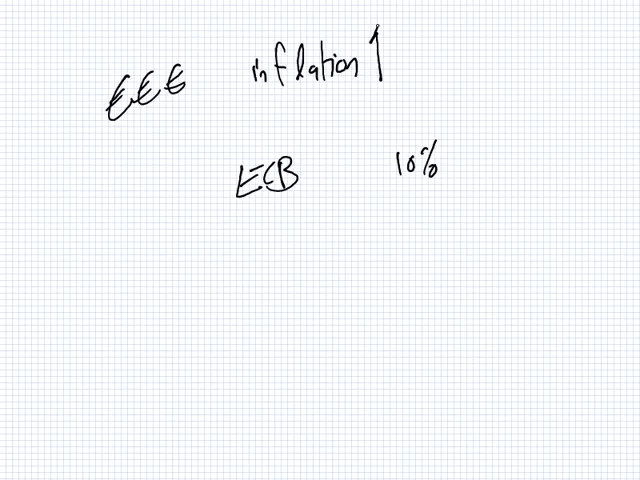 €€€ inflation ↑
ECB 10%